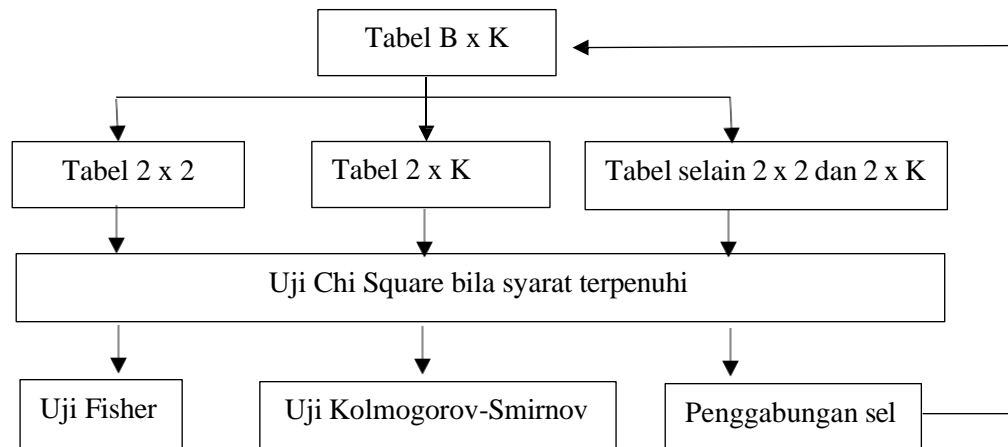 Tabel B x K
Tabel 2 x 2
Tabel 2 x K
Tabel selain 2 x 2 dan 2 x K
Uji Chi Square bila syarat terpenuhi
Uji Fisher
Uji Kolmogorov-Smirnov
Penggabungan sel